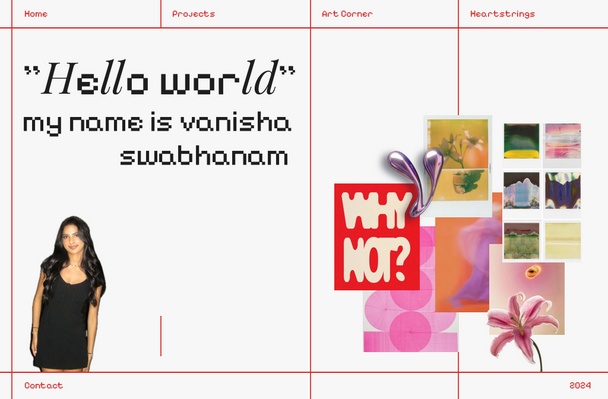 Home
Projects
Art Corner
Heartstrings
”Hello world”
my name is vanisha
swabhanam
WHY
NOT?
Contact
2024